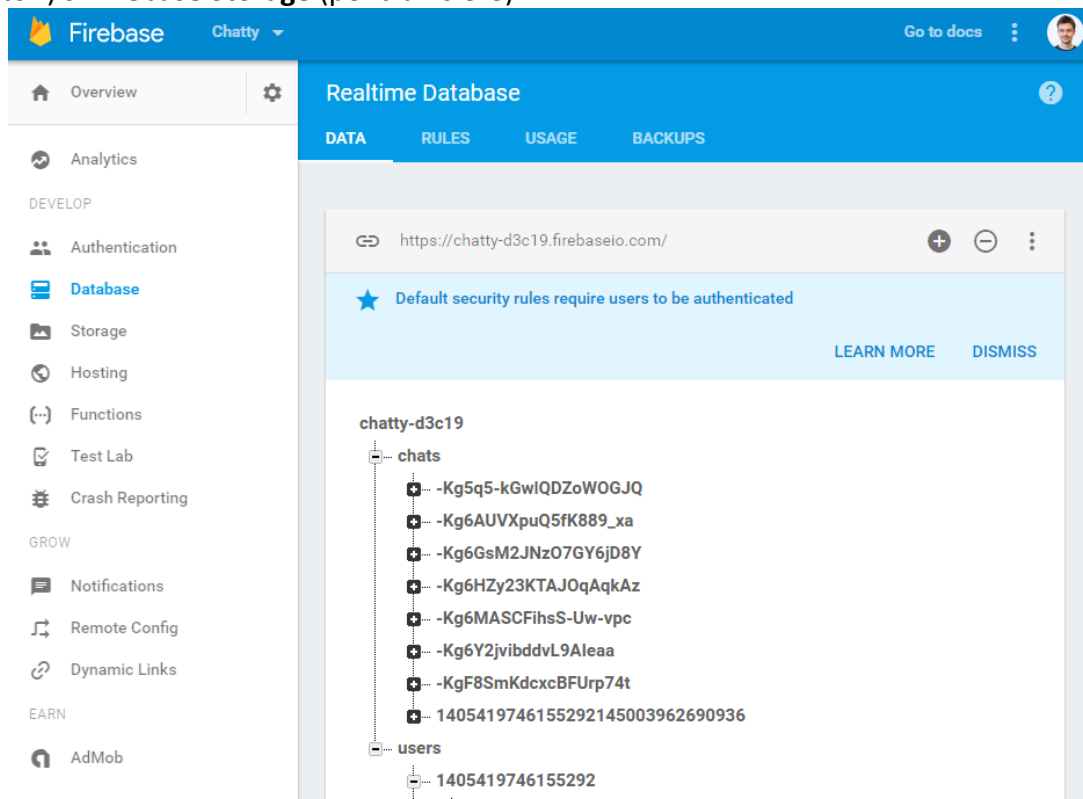 Firebase Storage
Firebase Chatty Go to docs
Overview
Realtime Database
DATA RULES USAGE BACKUPS
Analytics
DEVELOP
Authentication
Database
Storage
Hosting
Functions
Test Lab
Crash Reporting
GROW
Notifications
Remote Config
Dynamic Links
EARN
AdMob
https://chatty-d3c19.firebaseio.com/
Default security rules require users to be authenticated
LEARN MORE DISMISS
chatty-d3c19
chats
-Kg5q5-kGwIQDZoWOGJQ
-Kg6AUVXpuQ5fK889_xa
-Kg6GsM2JNzO7GY6jD8Y
-Kg6HZy23KTAJOqAqkAz
-Kg6MASCFihsS-Uw-vpc
-Kg6Y2jvibddvL9Aleaa
-KgF8SmKdcxcBFUrp74t
1405419746155292145003962690936
users
1405419746155292